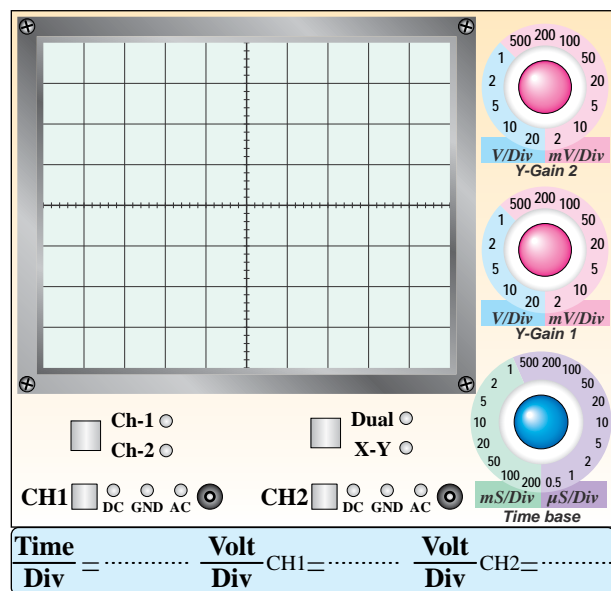 500 200 100 50 20 10 5 2
1 2 5 10 20
V/Div mV/Div
Y-Gain 2
500 200 100 50 20 10 5 2
1 2 5 10 20
V/Div mV/Div
Y-Gain 1
500 200 100 50 20 10 5 2 1 0.5
1 2 5 10 20 50 100 200
mS/Div µS/Div
Time base
Ch-1
Ch-2
Dual
X-Y
CH1
DC GND AC
CH2
DC GND AC
Time
Div
= ············
Volt
Div
CH1= ·········
Volt
Div
CH2= ·········